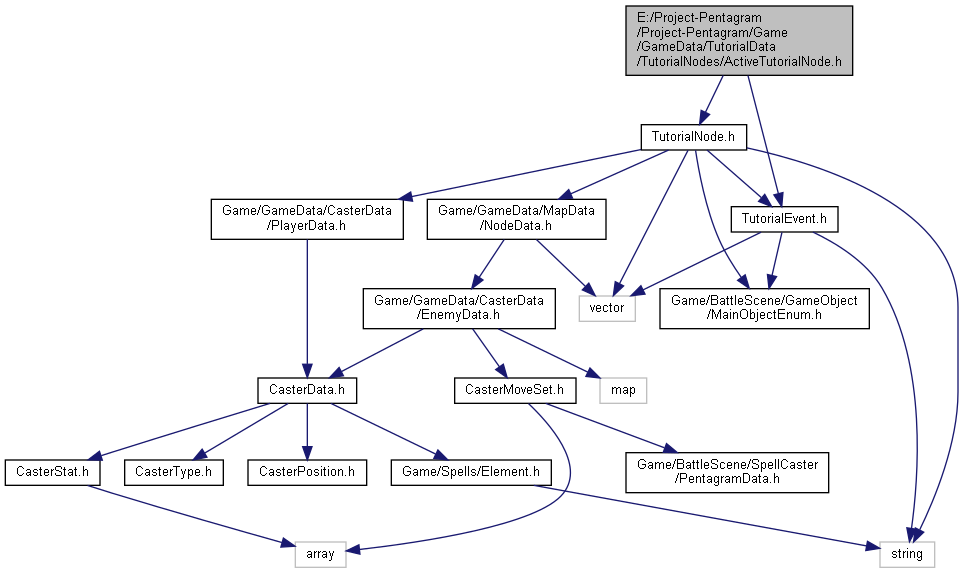 E:/Project-Pentagram
/Project-Pentagram/Game
/GameData/TutorialData
/TutorialNodes/ActiveTutorialNode.h
TutorialNode.h
Game/GameData/CasterData
/PlayerData.h
Game/GameData/MapData
/NodeData.h
TutorialEvent.h
Game/GameData/CasterData
/EnemyData.h
vector
Game/BattleScene/GameObject
/MainObjectEnum.h
CasterData.h
CasterMoveSet.h
map
CasterStat.h
CasterType.h
CasterPosition.h
Game/Spells/Element.h
Game/BattleScene/SpellCaster
/PentagramData.h
array
string